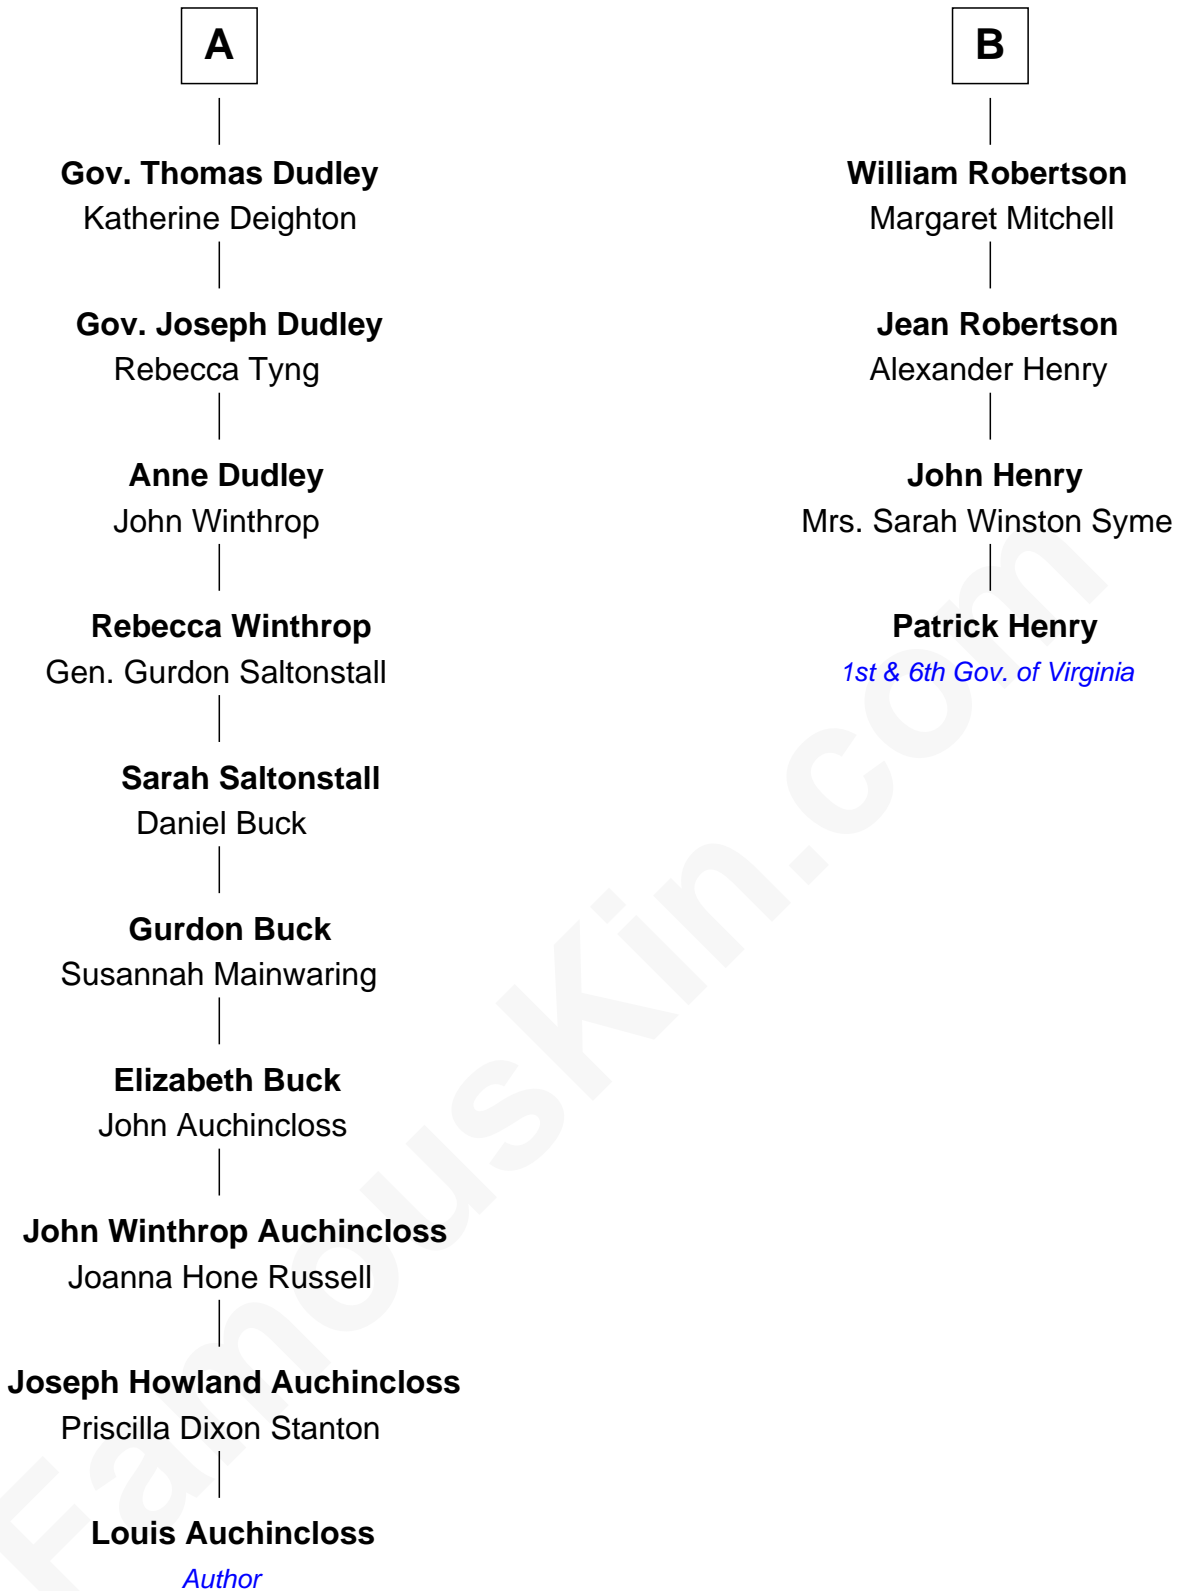 A
Gov. Thomas Dudley
Katherine Deighton
Gov. Joseph Dudley
Rebecca Tyng
Anne Dudley
John Winthrop
Rebecca Winthrop
Gen. Gurdon Saltonstall
Sarah Saltonstall
Daniel Buck
Gurdon Buck
Susannah Mainwaring
Elizabeth Buck
John Auchincloss
John Winthrop Auchincloss
Joanna Hone Russell
Joseph Howland Auchincloss
Priscilla Dixon Stanton
Louis Auchincloss
Author
B
William Robertson
Margaret Mitchell
Jean Robertson
Alexander Henry
John Henry
Mrs. Sarah Winston Syme
Patrick Henry
1st & 6th Gov. of Virginia
FamousKin.com